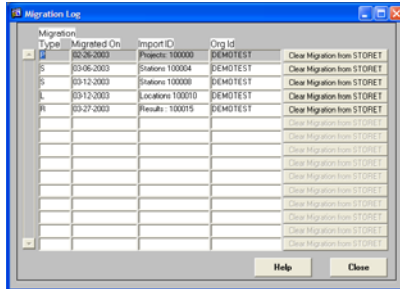 Migration Log
Migration
Type Migrated On Import ID Org Id
P 02-26-2003 Projects: 100000 DEMOTEST Clear Migration from STORET
S 03-06-2003 Stations 100004 DEMOTEST Clear Migration from STORET
S 03-12-2003 Stations 100008 DEMOTEST Clear Migration from STORET
L 03-12-2003 Locations 100010 DEMOTEST Clear Migration from STORET
R 03-27-2003 Results : 100015 DEMOTEST Clear Migration from STORET
Clear Migration from STORET
Clear Migration from STORET
Clear Migration from STORET
Clear Migration from STORET
Clear Migration from STORET
Clear Migration from STORET
Clear Migration from STORET
Clear Migration from STORET
Clear Migration from STORET
Help Close